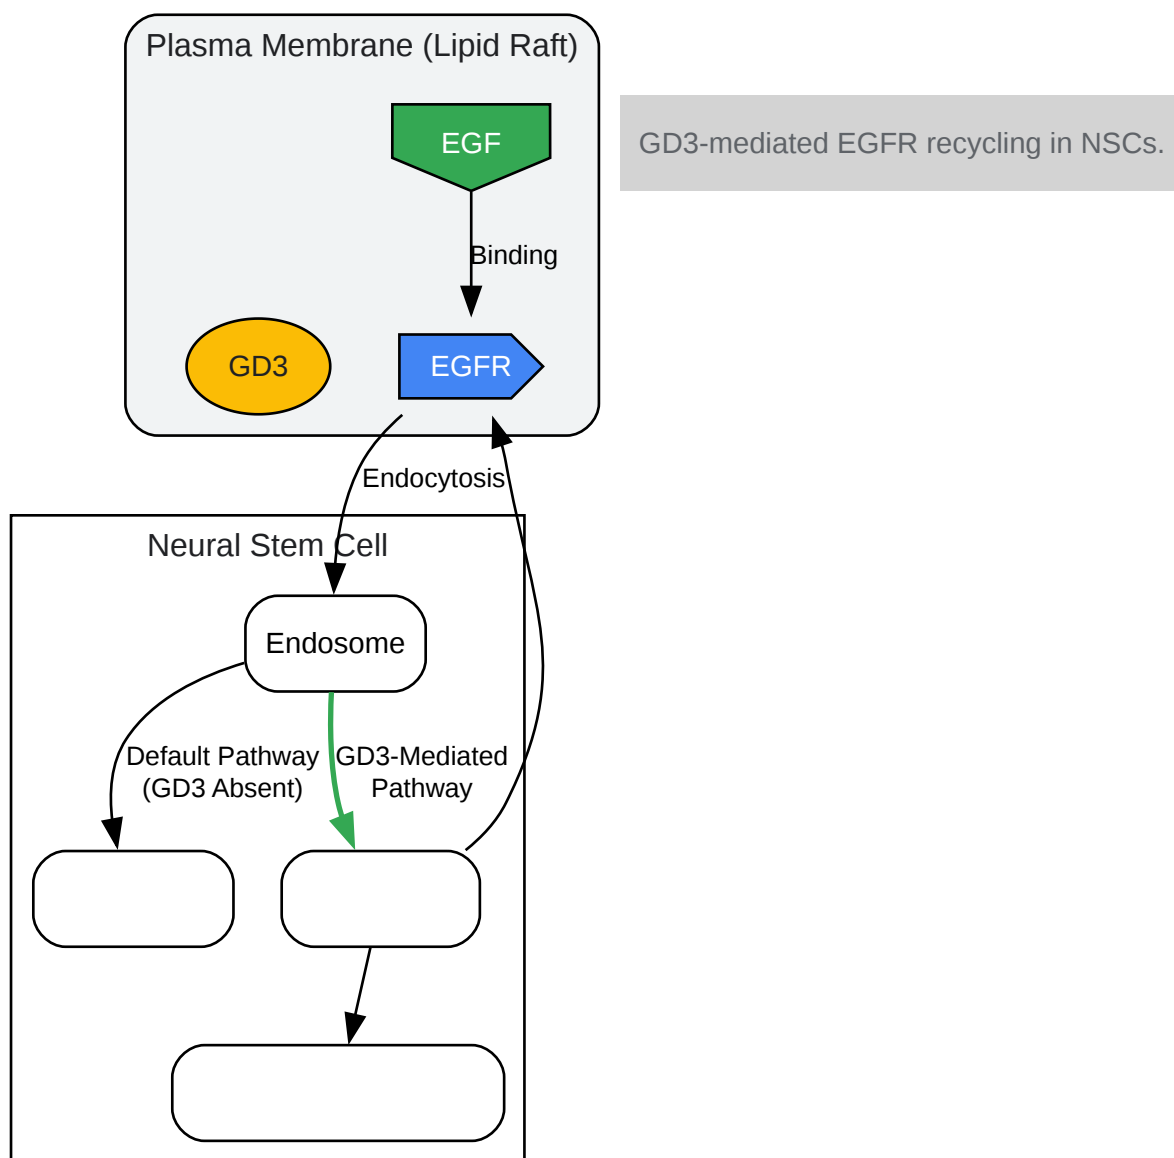 Plasma Membrane (Lipid Raft)
EGF
GD3-mediated EGFR recycling in NSCs.
Binding
GD3
EGFR
Endocytosis
Neural Stem Cell
Endosome
Default Pathway
(GD3 Absent)
GD3-Mediated
Pathway